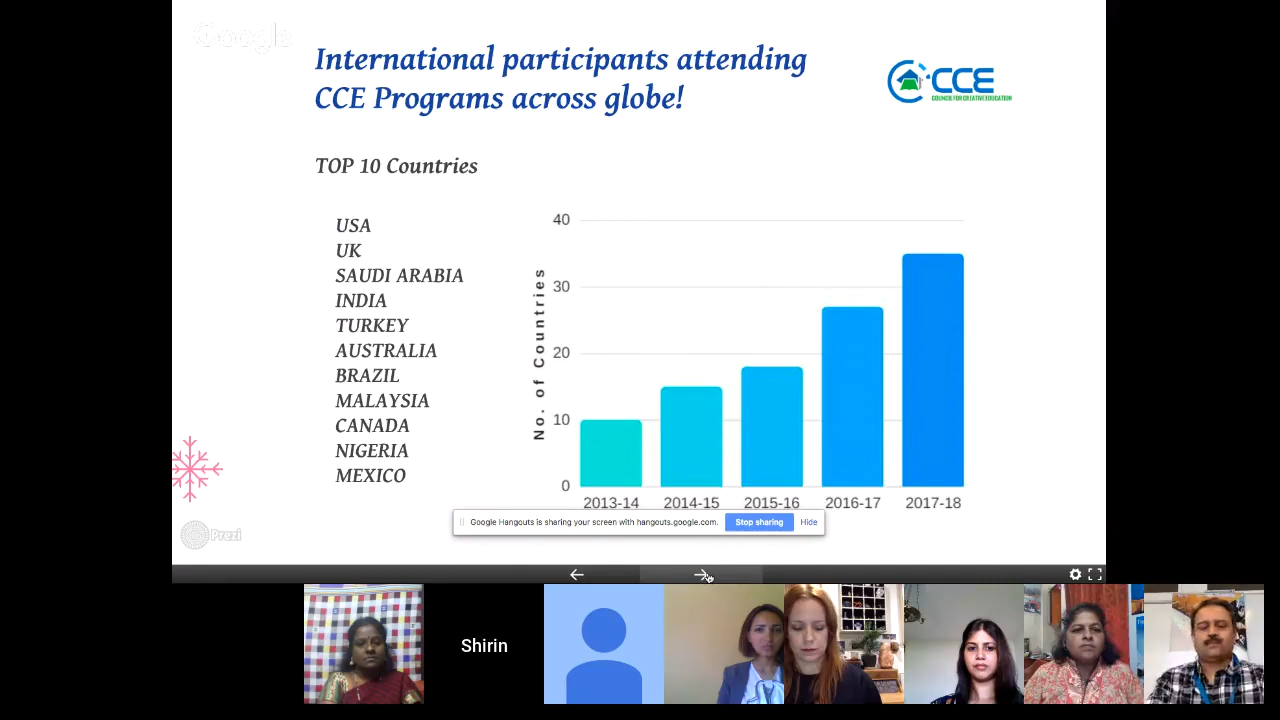 Google
International participants attending
CCE Programs across globe!
CCE
COUNCIL FOR CREATIVE EDUCATION
TOP 10 Countries
USA
UK
SAUDI ARABIA
INDIA
TURKEY
AUSTRALIA
BRAZIL
MALAYSIA
CANADA
NIGERIA
MEXICO
No. of Countries
40
30
20
10
0
2013-14 2014-15 2015-16 2016-17 2017-18
Google Hangouts is sharing your screen with hangouts.google.com. Stop sharing Hide
Prezi
Shirin